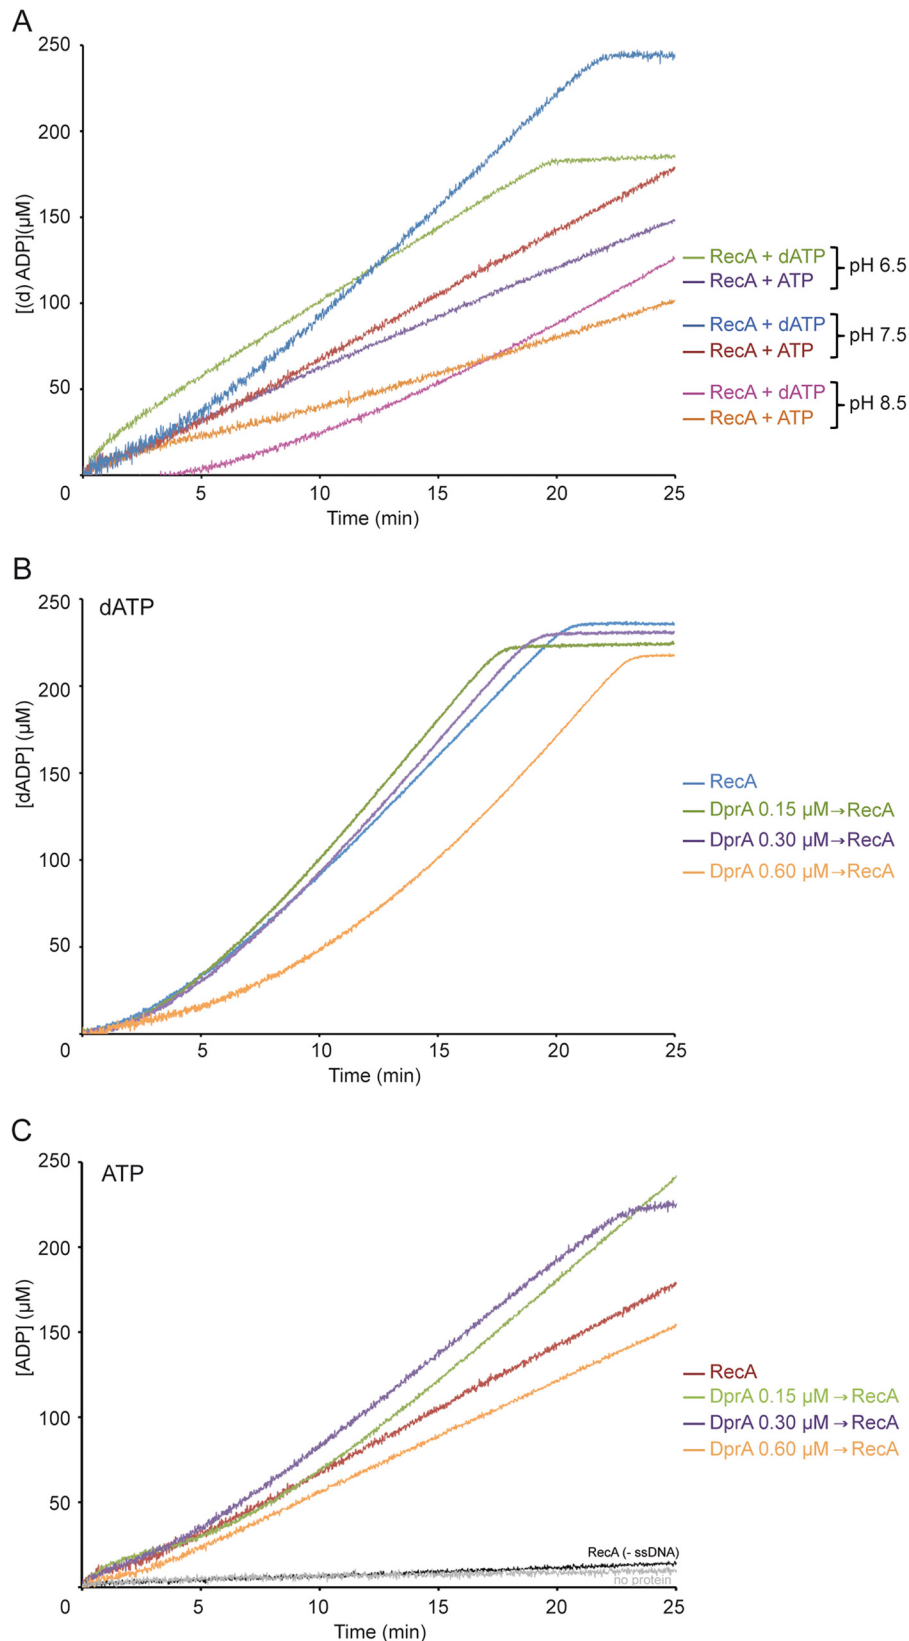 A
250
200
150
100
50
0
5
10
15
20
25
[(d) ADP](µM)
Time (min)
RecA + dATP
RecA + ATP
pH 6.5
RecA + dATP
RecA + ATP
pH 7.5
RecA + dATP
RecA + ATP
pH 8.5
B
dATP
250
200
150
100
50
0
5
10
15
20
25
[dADP] (µM)
Time (min)
RecA
DprA 0.15 µM→RecA
DprA 0.30 µM→RecA
DprA 0.60 µM→RecA
C
ATP
250
200
150
100
50
0
5
10
15
20
25
[ADP] (µM)
Time (min)
RecA
DprA 0.15 µM→RecA
DprA 0.30 µM→RecA
DprA 0.60 µM→RecA
RecA (- ssDNA)
no protein